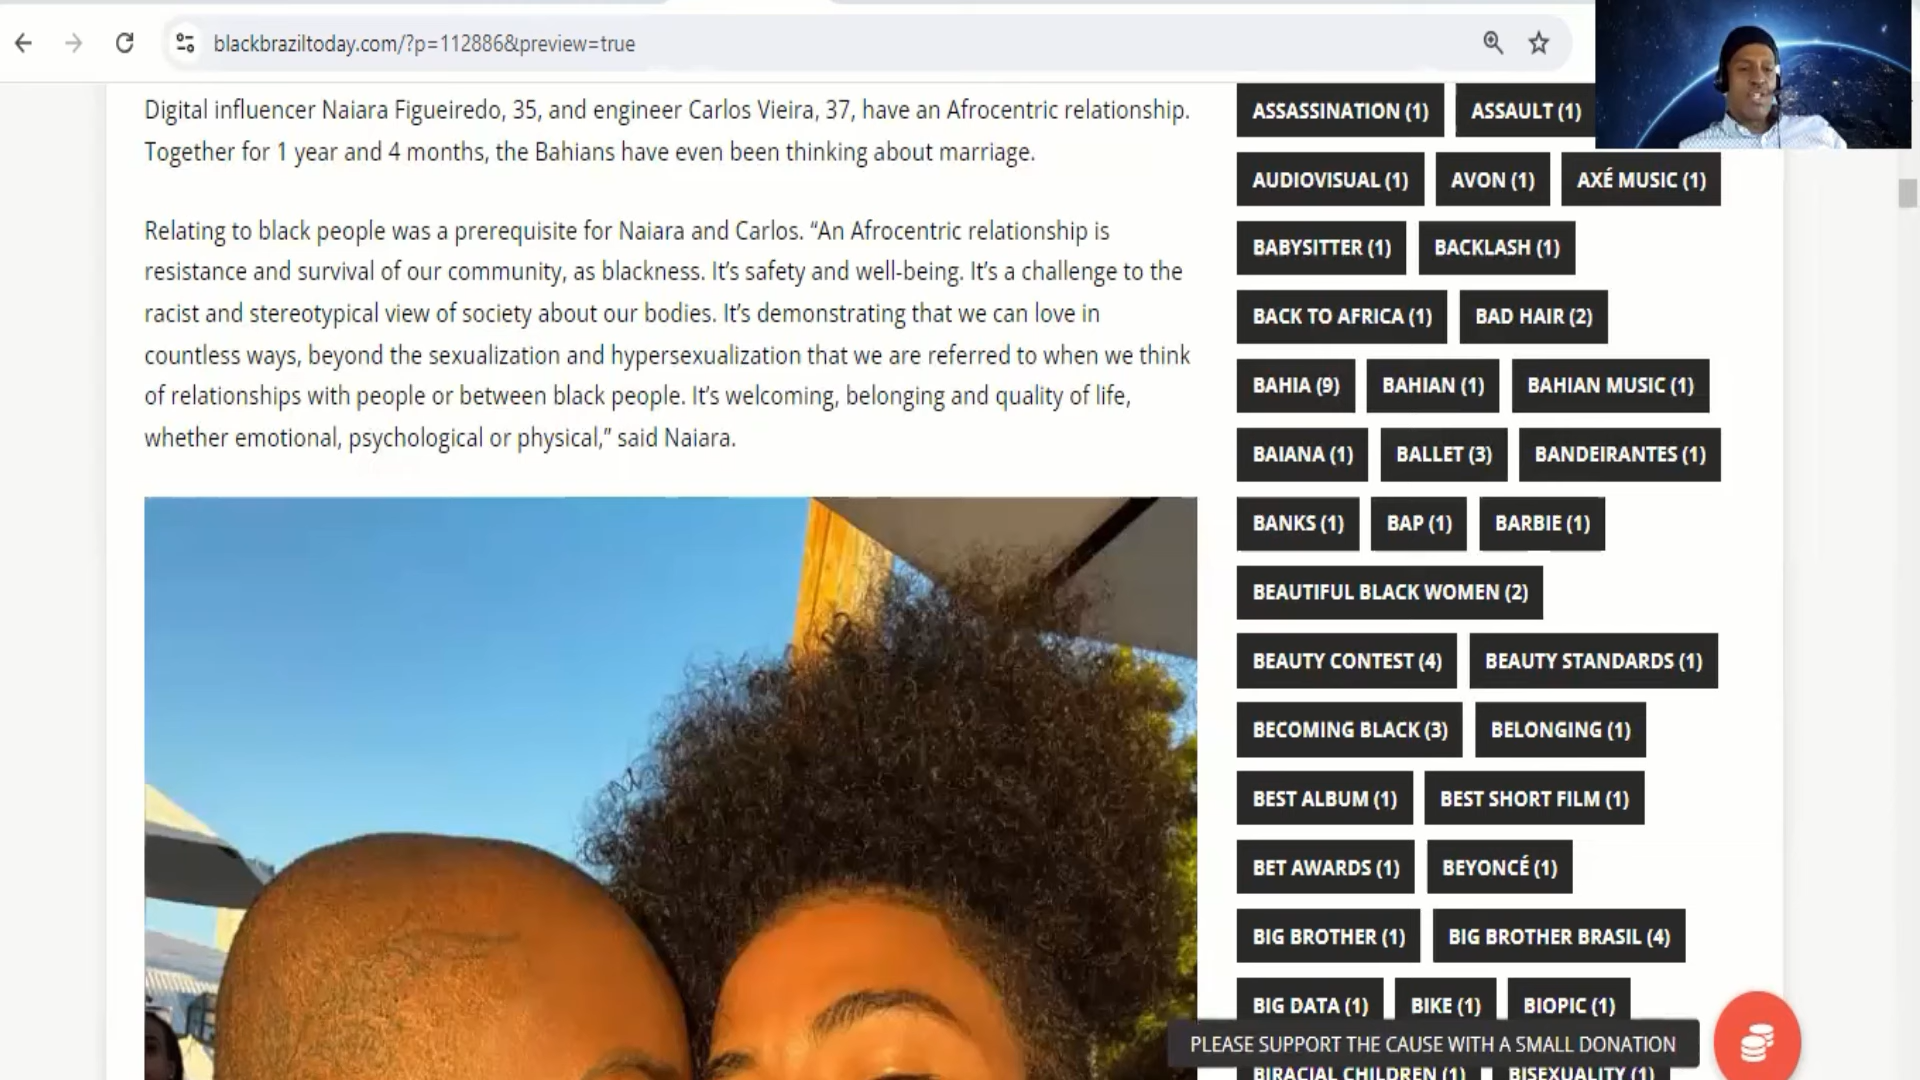 blackbraziltoday.com/?p=112886&preview=true
Digital influencer Naiara Figueiredo, 35, and engineer Carlos Vieira, 37, have an Afrocentric relationship.
Together for 1 year and 4 months, the Bahians have even been thinking about marriage.
Relating to black people was a prerequisite for Naiara and Carlos. “An Afrocentric relationship is
resistance and survival of our community, as blackness. It’s safety and well-being. It’s a challenge to the
racist and stereotypical view of society about our bodies. It’s demonstrating that we can love in
countless ways, beyond the sexualization and hypersexualization that we are referred to when we think
of relationships with people or between black people. It’s welcoming, belonging and quality of life,
whether emotional, psychological or physical,” said Naiara.
ASSASSINATION (1) ASSAULT (1)
AUDIOVISUAL (1) AVON (1) AXÉ MUSIC (1)
BABYSITTER (1) BACKLASH (1)
BACK TO AFRICA (1) BAD HAIR (2)
BAHIA (9) BAHIAN (1) BAHIAN MUSIC (1)
BAIANA (1) BALLET (3) BANDEIRANTES (1)
BANKS (1) BAP (1) BARBIE (1)
BEAUTIFUL BLACK WOMEN (2)
BEAUTY CONTEST (4) BEAUTY STANDARDS (1)
BECOMING BLACK (3) BELONGING (1)
BEST ALBUM (1) BEST SHORT FILM (1)
BET AWARDS (1) BEYONCÉ (1)
BIG BROTHER (1) BIG BROTHER BRASIL (4)
BIG DATA (1) BIKE (1) BIOPIC (1)
PLEASE SUPPORT THE CAUSE WITH A SMALL DONATION
BIRACIAL CHILDREN (1) BISEXUALITY (1)